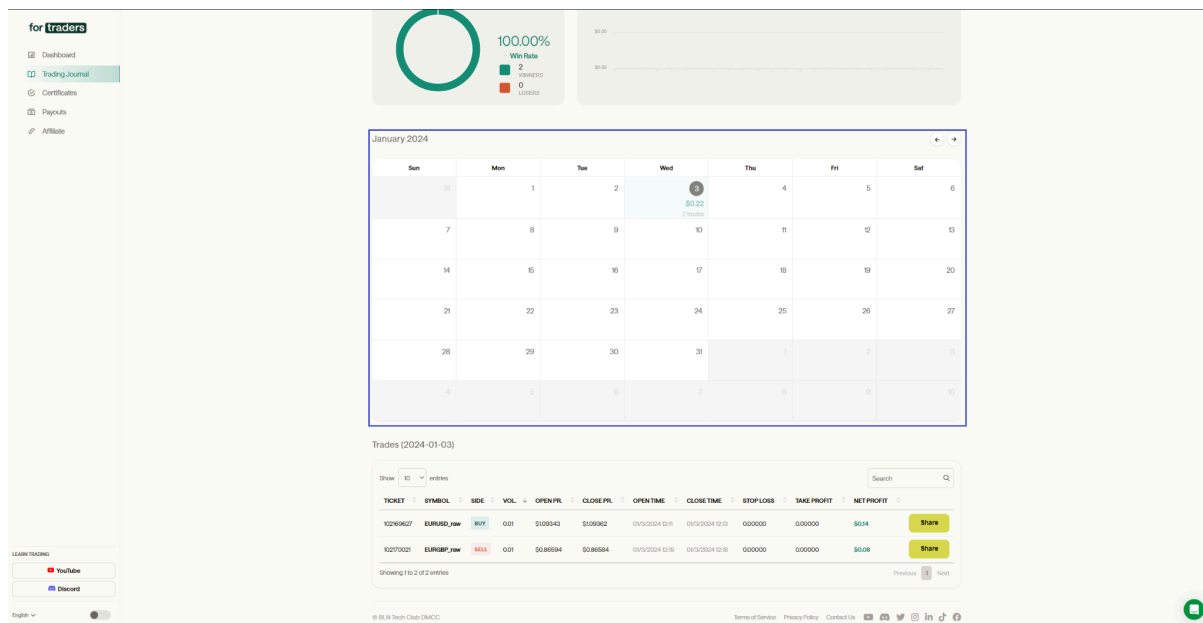 for traders
Dashboard
Trading Journal
Certificates
Payouts
Affiliate
LEARN TRADING
YouTube
Discord
English
100.00%
Win Rate
2
WINNERS
0
LOSERS
$0.00
$0.00
January 2024
Sun Mon Tue Wed Thu Fri Sat
31 1 2 3 4 5 6
$0.22
2 trades
7 8 9 10 11 12 13
14 15 16 17 18 19 20
21 22 23 24 25 26 27
28 29 30 31 1 2 3
4 5 6 7 8 9 10
Trades (2024-01-03)
Show 10 entries Search
TICKET SYMBOL SIDE VOL. OPEN PR. CLOSE PR. OPEN TIME CLOSE TIME STOP LOSS TAKE PROFIT NET PROFIT
102169627 EURUSD_raw BUY 0.01 $1.09343 $1.09362 01/3/2024 12:11 01/3/2024 12:13 0.00000 0.00000 $0.14 Share
102170021 EURGBP_raw SELL 0.01 $0.86594 $0.86584 01/3/2024 12:15 01/3/2024 12:18 0.00000 0.00000 $0.08 Share
Showing 1 to 2 of 2 entries Previous 1 Next
© BLN Tech Club DMCC Terms of Service Privacy Policy Contact Us